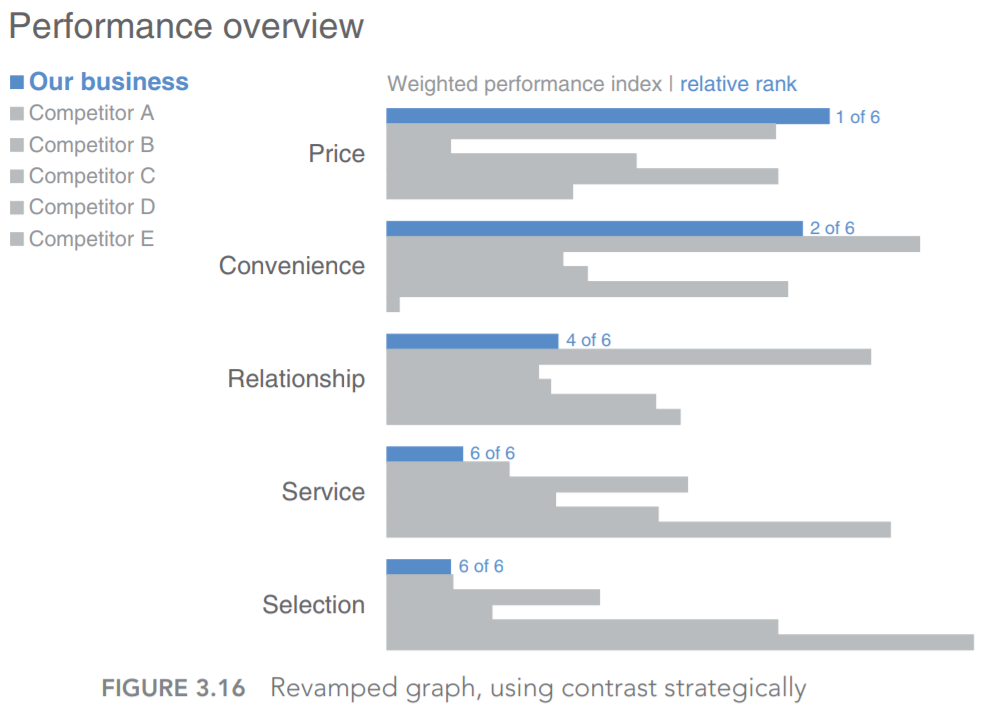 Performance overview
Our business
Competitor A
Competitor B
Competitor C
Competitor D
Competitor E
Weighted performance index | relative rank
Price
1 of 6
Convenience
2 of 6
Relationship
4 of 6
Service
6 of 6
Selection
6 of 6
FIGURE 3.16 Revamped graph, using contrast strategically